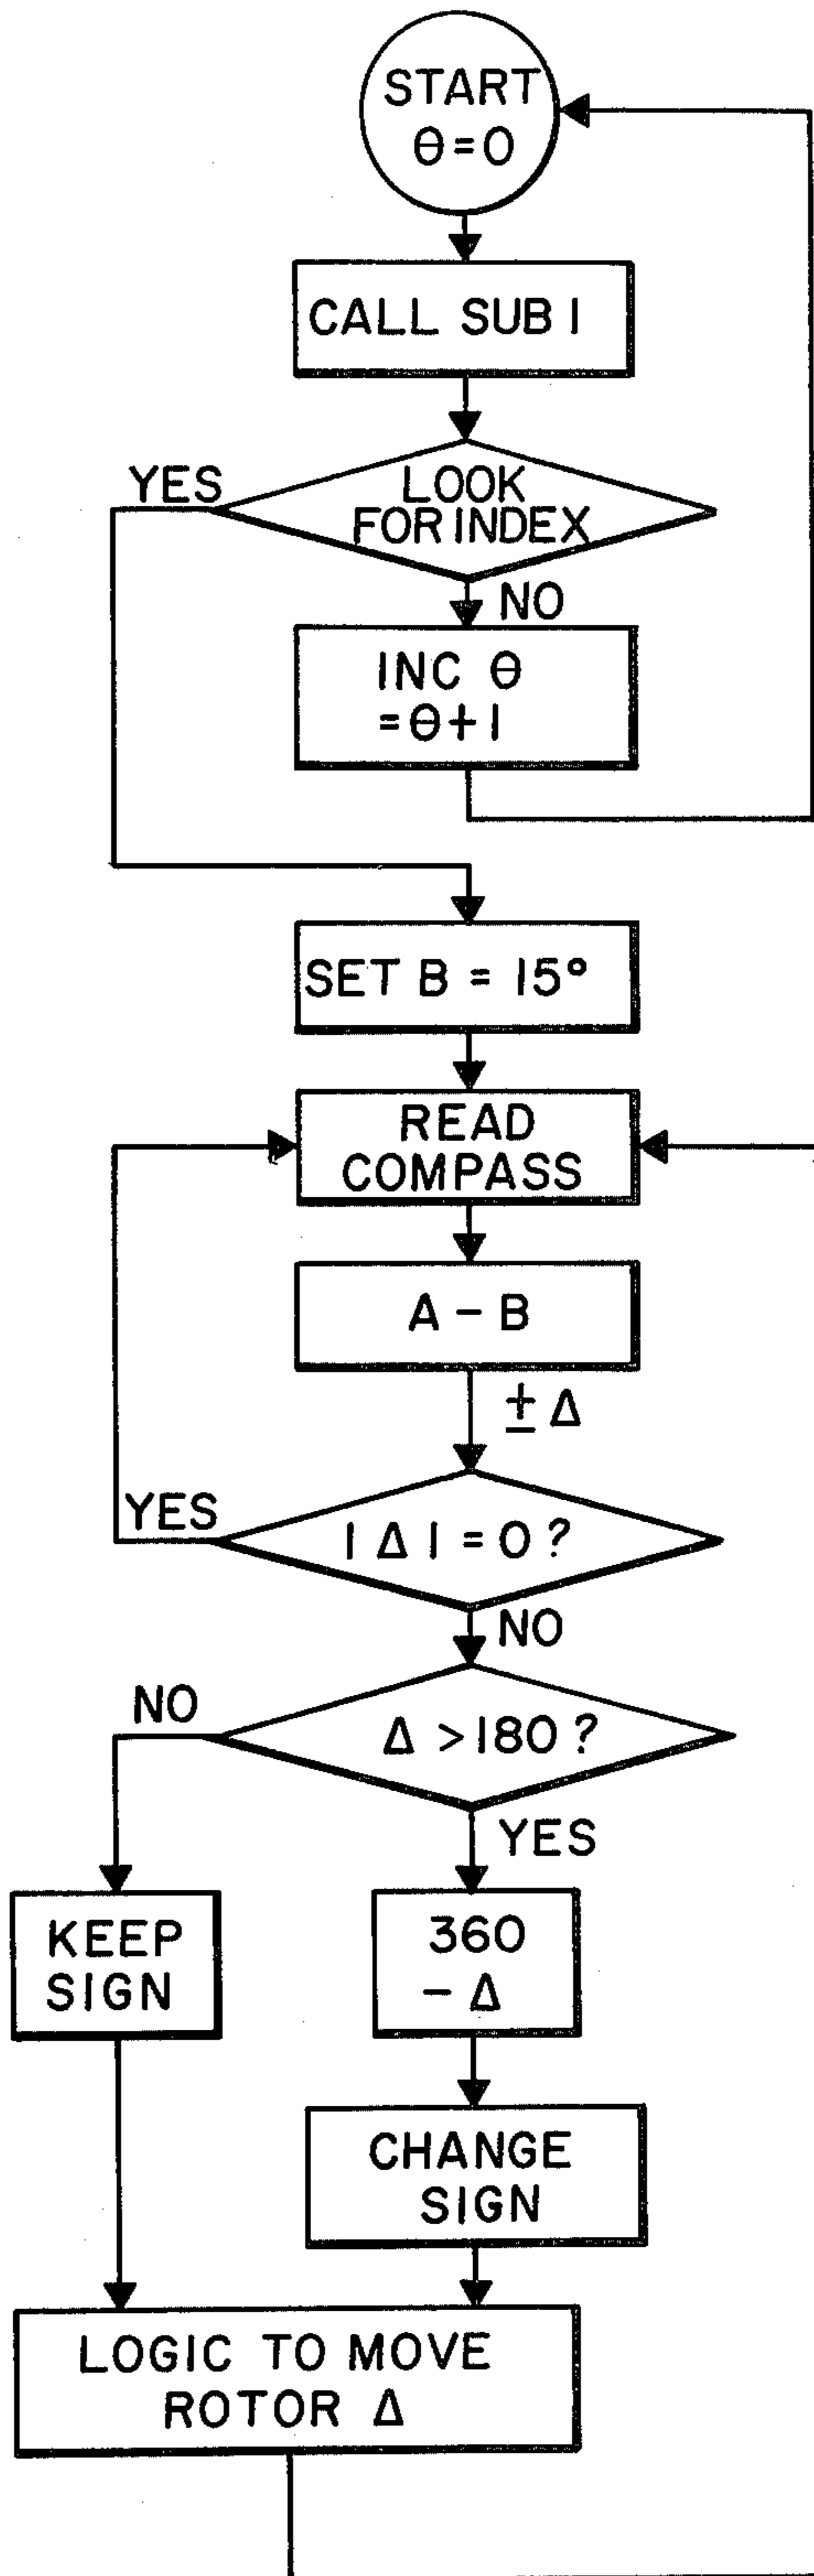 START
θ=0
CALL SUB 1
YES
LOOK
FOR INDEX
NO
INC θ
=θ+1
SET B = 15°
READ
COMPASS
A - B
± Δ
YES
|Δ| = 0 ?
NO
NO
Δ > 180 ?
YES
KEEP
SIGN
360
- Δ
CHANGE
SIGN
LOGIC TO MOVE
ROTOR Δ